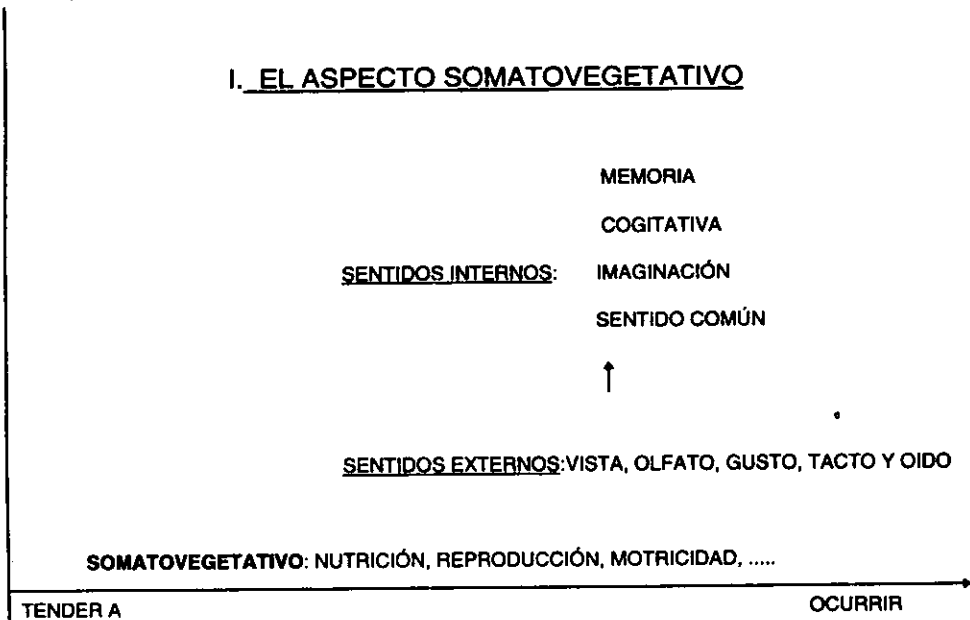 I. EL ASPECTO SOMATOVEGETATIVO
MEMORIA
COGITATIVA
SENTIDOS INTERNOS: IMAGINACIÓN
SENTIDO COMÚN
SENTIDOS EXTERNOS:VISTA, OLFATO, GUSTO, TACTO Y OIDO
SOMATOVEGETATIVO: NUTRICIÓN, REPRODUCCIÓN, MOTRICIDAD, .....
TENDER A OCURRIR